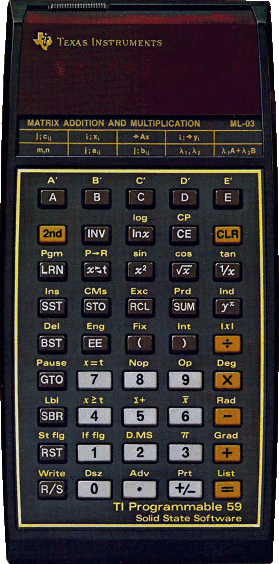 TEXAS INSTRUMENTS
MATRIX ADDITION AND MULTIPLICATION ML-03
j; cij i; xi →Ax i; →yi
m,n j; aij j; bij λ1, λ2 λ1A+λ2B
A' B' C' D' E'
A B C D E
log CP
2nd INV lnx CE CLR
Pgm P→R sin cos tan
LRN x⇄t x² √x 1/x
Ins CMs Exc Prd Ind
SST STO RCL SUM yˣ
Del Eng Fix Int |x|
BST EE ( ) ÷
Pause x=t Nop Op Deg
GTO 7 8 9 X
Lbl x≥t Σ+ x̅ Rad
SBR 4 5 6 −
St flg If flg D.MS π Grad
RST 1 2 3 +
Write Dsz Adv Prt List
R/S 0 . +/− =
TI Programmable 59
Solid State Software